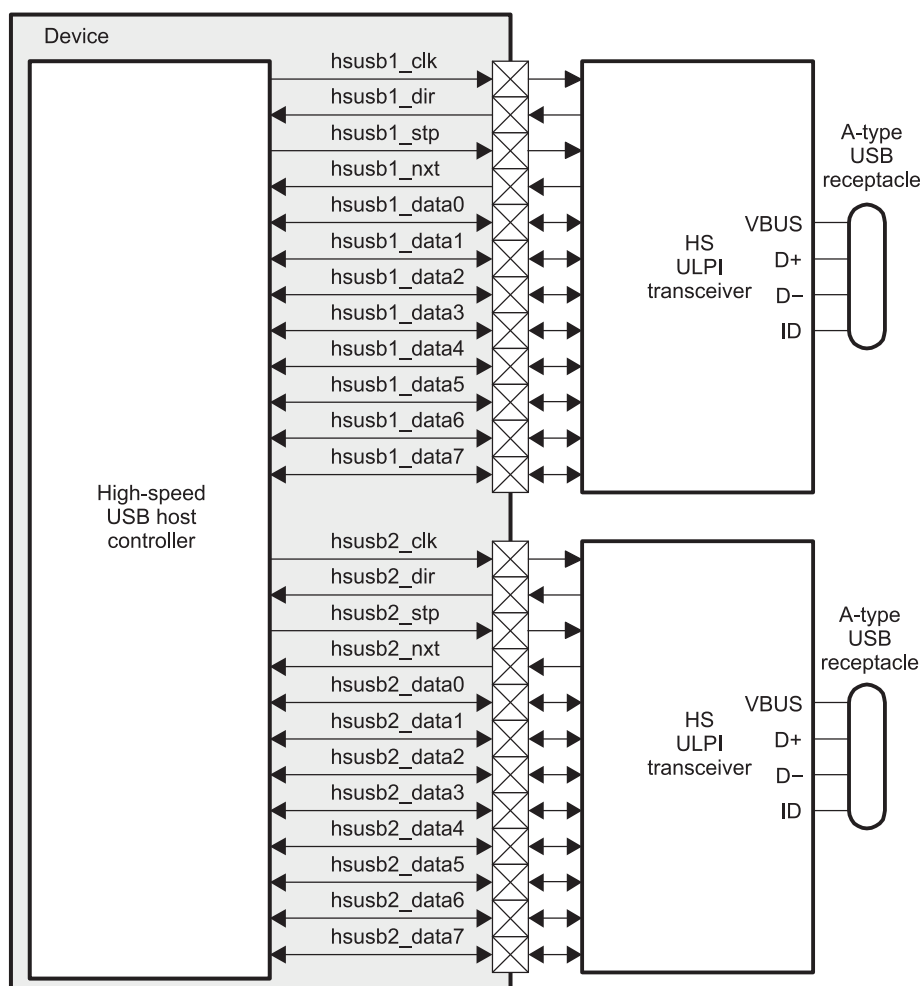 Device
hsusb1_clk
hsusb1_dir
hsusb1_stp
hsusb1_nxt
hsusb1_data0
hsusb1_data1
hsusb1_data2
hsusb1_data3
hsusb1_data4
hsusb1_data5
hsusb1_data6
hsusb1_data7
High-speed
USB host
controller
HS
ULPI
transceiver
VBUS
D+
D−
ID
A-type
USB
receptacle
hsusb2_clk
hsusb2_dir
hsusb2_stp
hsusb2_nxt
hsusb2_data0
hsusb2_data1
hsusb2_data2
hsusb2_data3
hsusb2_data4
hsusb2_data5
hsusb2_data6
hsusb2_data7
HS
ULPI
transceiver
VBUS
D+
D−
ID
A-type
USB
receptacle